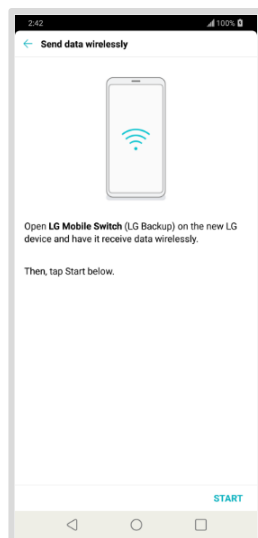 2:42 100%
Send data wirelessly
Open LG Mobile Switch (LG Backup) on the new LG
device and have it receive data wirelessly.
Then, tap Start below.
START